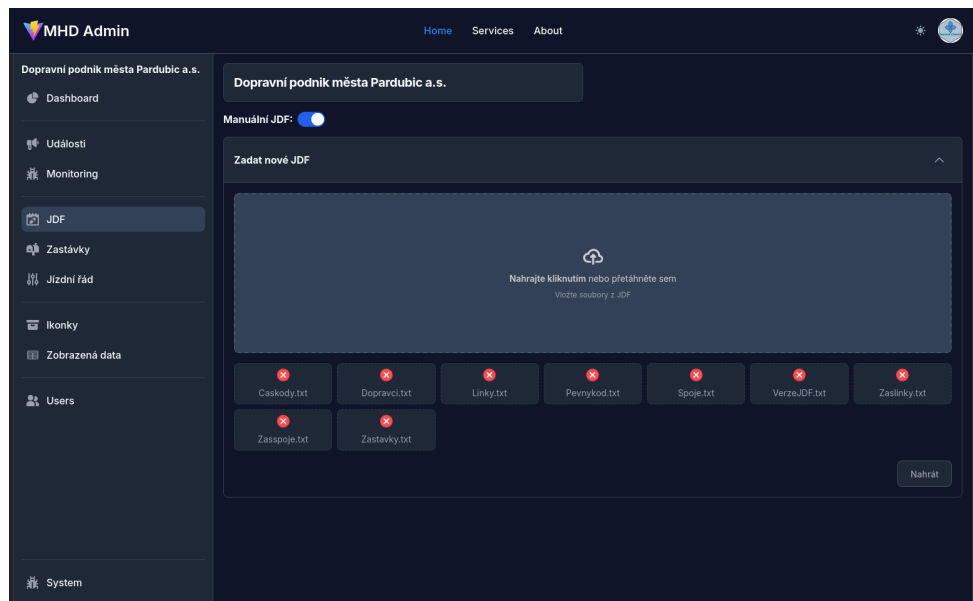 MHD Admin
Home Services About
Dopravní podnik města Pardubic a.s.
Dashboard
Události
Monitoring
JDF
Zastávky
Jízdní řád
Ikonky
Zobrazená data
Users
System
Dopravní podnik města Pardubic a.s.
Manuální JDF:
Zadat nové JDF
Nahrajte kliknutím nebo přetáhněte sem
Vložte soubory z JDF
Caskody.txt Dopravci.txt Linky.txt Pevnykod.txt Spoje.txt VerzeJDF.txt Zaslinky.txt
Zasspoje.txt Zastavky.txt
Nahrát